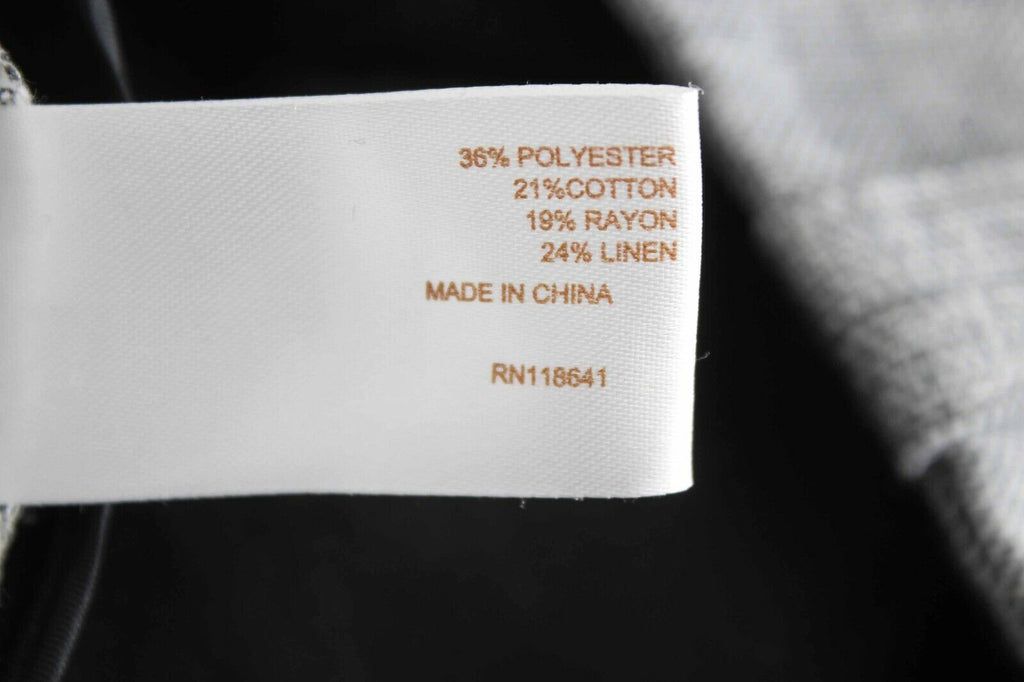 36% POLYESTER
21%COTTON
19% RAYON
24% LINEN
MADE IN CHINA
RN118641